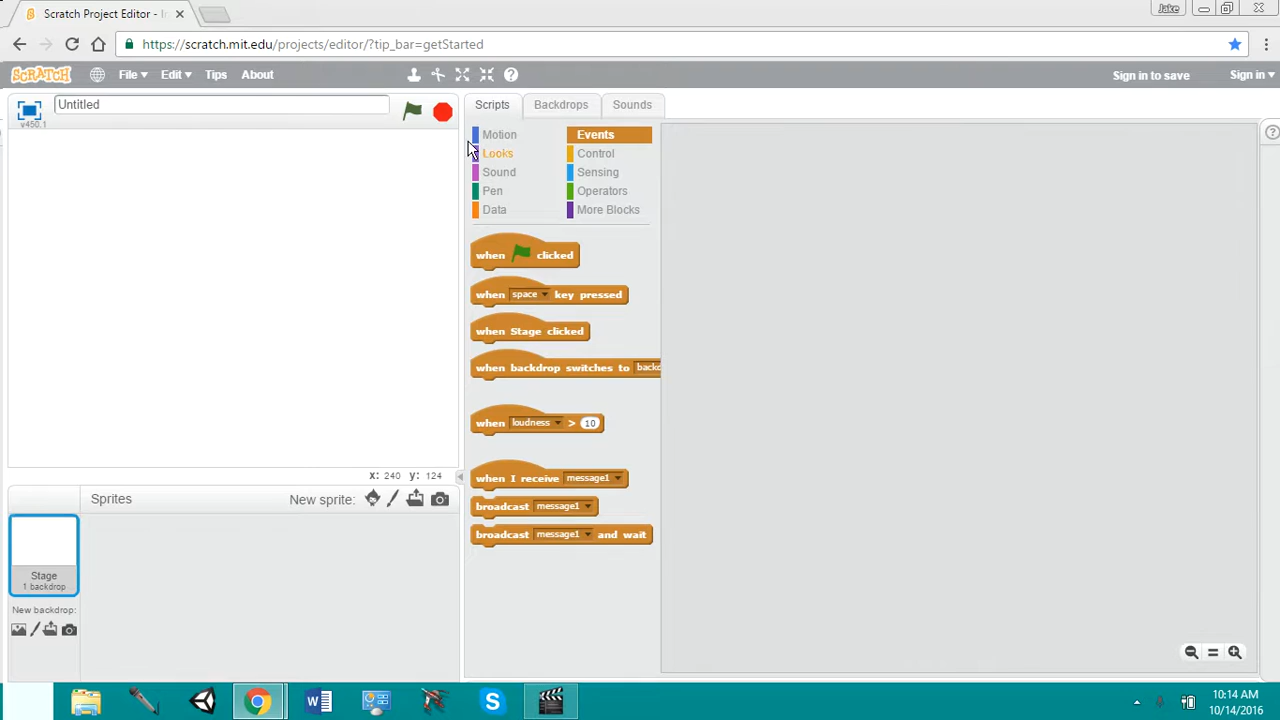 Scratch Project Editor - I
Jake
https://scratch.mit.edu/projects/editor/?tip_bar=getStarted
SCRATCH File Edit Tips About Sign in to save Sign in
Untitled
v450.1
Scripts Backdrops Sounds
Motion Events
Looks Control
Sound Sensing
Pen Operators
Data More Blocks
when clicked
when space key pressed
when Stage clicked
when backdrop switches to backd
when loudness > 10
when I receive message1
broadcast message1
broadcast message1 and wait
x: 240 y: 124
Sprites New sprite:
Stage
1 backdrop
New backdrop:
10:14 AM
10/14/2016